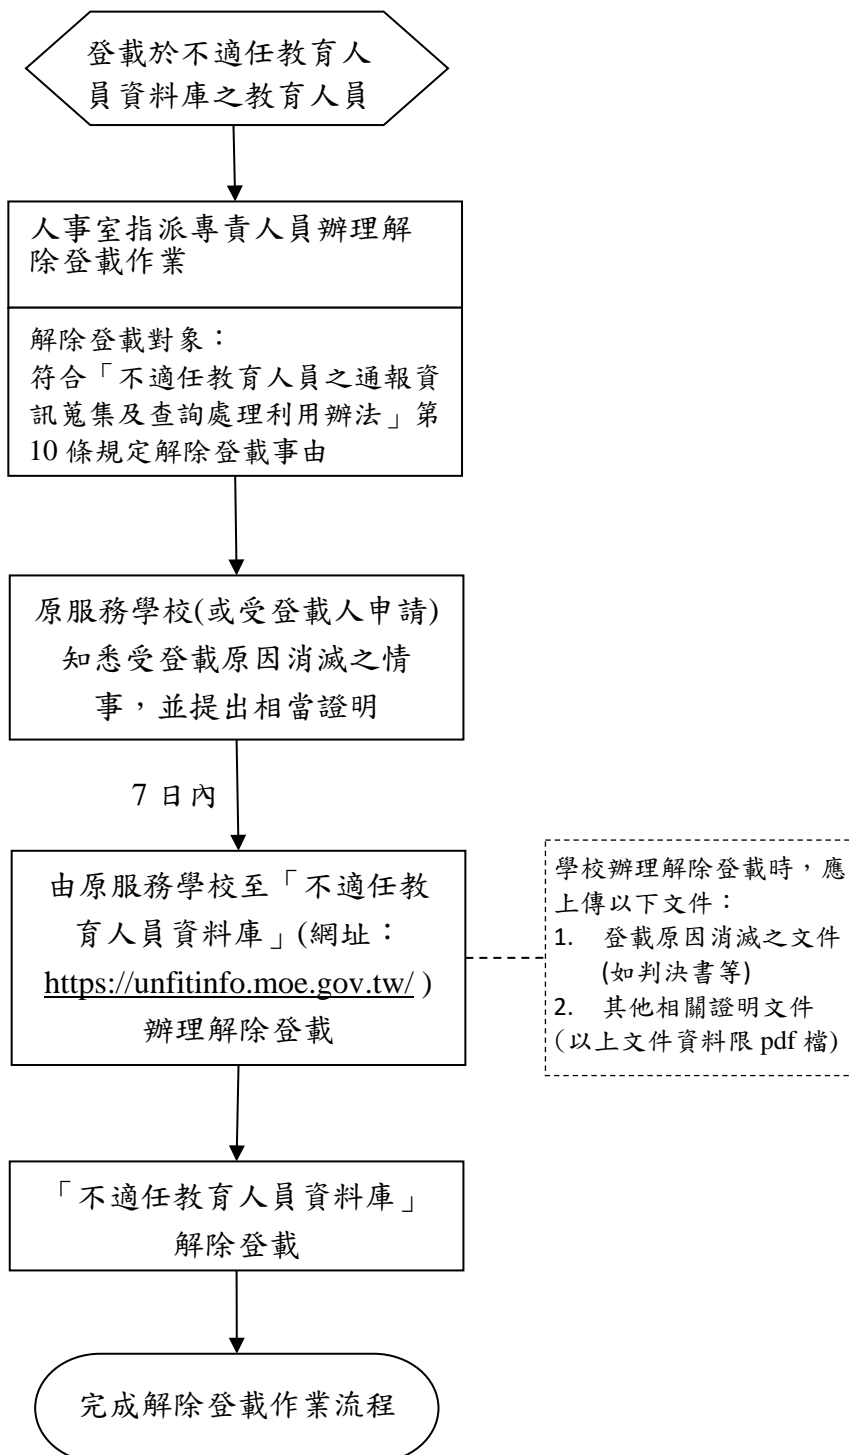 登載於不適任教育人
員資料庫之教育人員
人事室指派專責人員辦理解
除登載作業
解除登載對象：
符合「不適任教育人員之通報資
訊蒐集及查詢處理利用辦法」第
10 條規定解除登載事由
原服務學校(或受登載人申請)
知悉受登載原因消滅之情
事，並提出相當證明
7 日內
由原服務學校至「不適任教
育人員資料庫」(網址：
https://unfitinfo.moe.gov.tw/ )
辦理解除登載
學校辦理解除登載時，應
上傳以下文件：
1. 登載原因消滅之文件
(如判決書等)
2. 其他相關證明文件
（以上文件資料限 pdf 檔)
「不適任教育人員資料庫」
解除登載
完成解除登載作業流程